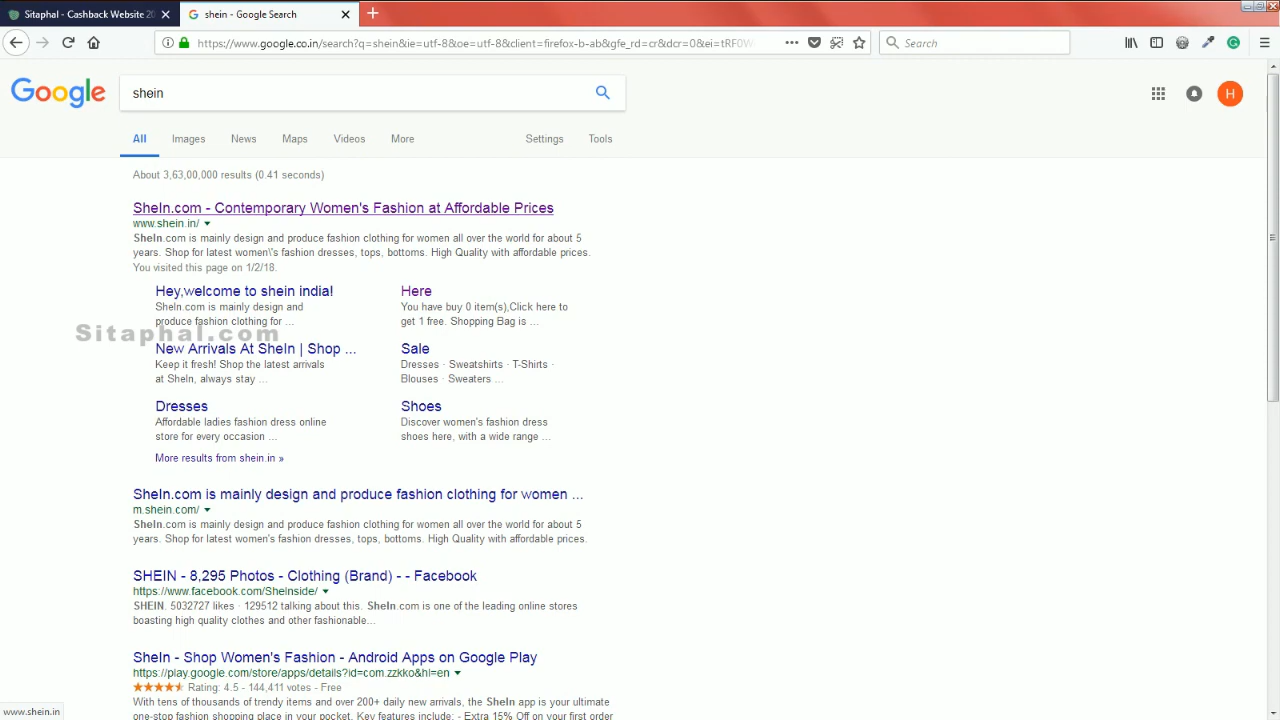 Sitaphal - Cashback Website 20
shein - Google Search
https://www.google.co.in/search?q=shein&ie=utf-8&oe=utf-8&client=firefox-b-ab&gfe_rd=cr&dcr=0&ei=tRF0W
Search
Google
shein
H
All
Images
News
Maps
Videos
More
Settings
Tools
About 3,63,00,000 results (0.41 seconds)
SheIn.com - Contemporary Women's Fashion at Affordable Prices
www.shein.in/
SheIn.com is mainly design and produce fashion clothing for women all over the world for about 5
years. Shop for latest women\'s fashion dresses, tops, bottoms. High Quality with affordable prices.
You visited this page on 1/2/18.
Hey,welcome to shein india!
SheIn.com is mainly design and
produce fashion clothing for ...
Here
You have buy 0 item(s),Click here to
get 1 free. Shopping Bag is ...
Sitaphal.com
New Arrivals At SheIn | Shop ...
Keep it fresh! Shop the latest arrivals
at SheIn, always stay ...
Sale
Dresses · Sweatshirts · T-Shirts ·
Blouses · Sweaters ...
Dresses
Affordable ladies fashion dress online
store for every occasion ...
Shoes
Discover women's fashion dress
shoes here, with a wide range ...
More results from shein.in »
SheIn.com is mainly design and produce fashion clothing for women ...
m.shein.com/
SheIn.com is mainly design and produce fashion clothing for women all over the world for about 5
years. Shop for latest women's fashion dresses, tops, bottoms. High Quality with affordable prices.
SHEIN - 8,295 Photos - Clothing (Brand) - - Facebook
https://www.facebook.com/SheInside/
SHEIN. 5032727 likes · 129512 talking about this. SheIn.com is one of the leading online stores
boasting high quality clothes and other fashionable...
SheIn - Shop Women's Fashion - Android Apps on Google Play
https://play.google.com/store/apps/details?id=com.zzkko&hl=en
Rating: 4.5 - 144,411 votes - Free
With tens of thousands of trendy items and over 200+ daily new arrivals, the SheIn app is your ultimate
one-stop fashion shopping place in your pocket. Key features include: - Extra 15% Off on your first order
www.shein.in